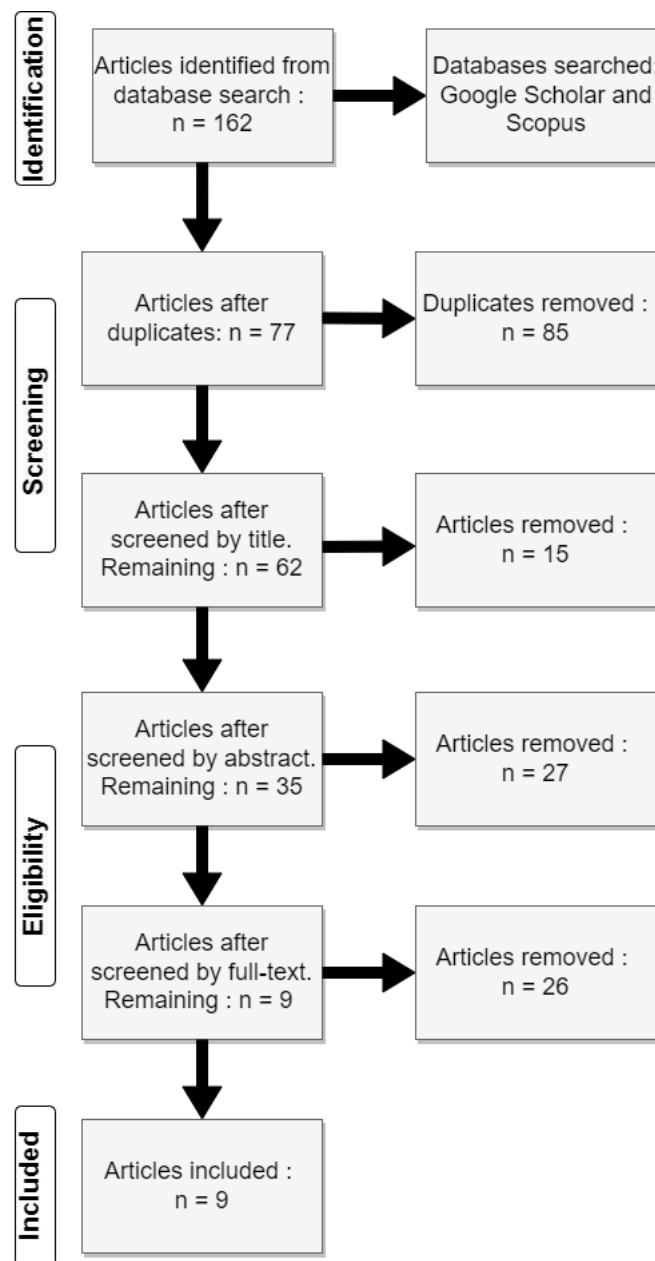 Identification
Articles identified from
database search :
n = 162
Databases searched:
Google Scholar and
Scopus
Screening
Articles after
duplicates: n = 77
Duplicates removed :
n = 85
Articles after
screened by title.
Remaining : n = 62
Articles removed :
n = 15
Eligibility
Articles after
screened by abstract.
Remaining : n = 35
Articles removed :
n = 27
Articles after
screened by full-text.
Remaining : n = 9
Articles removed :
n = 26
Included
Articles included :
n = 9